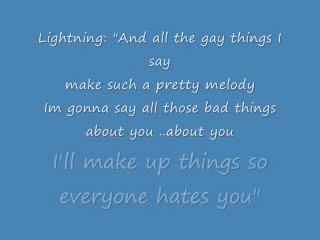 Lightning: "And all the gay things I
say
make such a pretty melody
Im gonna say all those bad things
about you ..about you
I'll make up things so
everyone hates you"